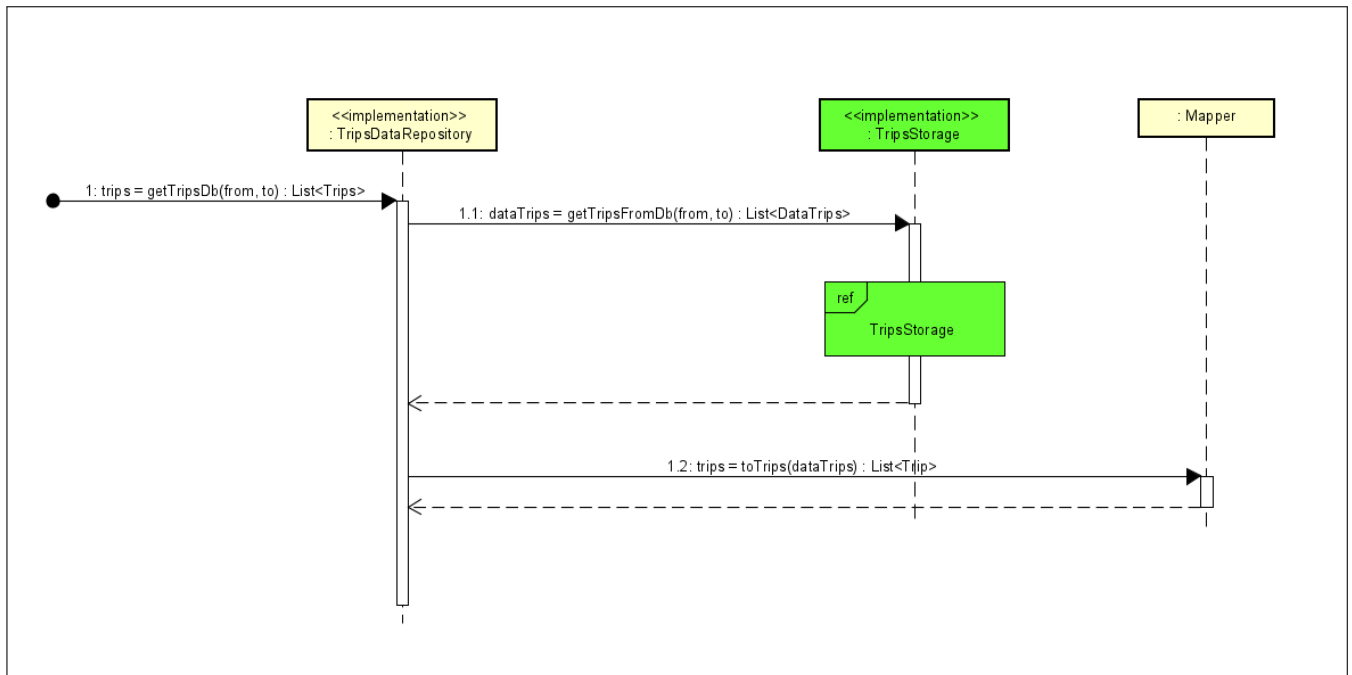 <<implementation>>
: TripsDataRepository
<<implementation>>
: TripsStorage
: Mapper
1: trips = getTripsDb(from, to) : List<Trips>
1.1: dataTrips = getTripsFromDb(from, to) : List<DataTrips>
ref
TripsStorage
1.2: trips = toTrips(dataTrips) : List<Trip>